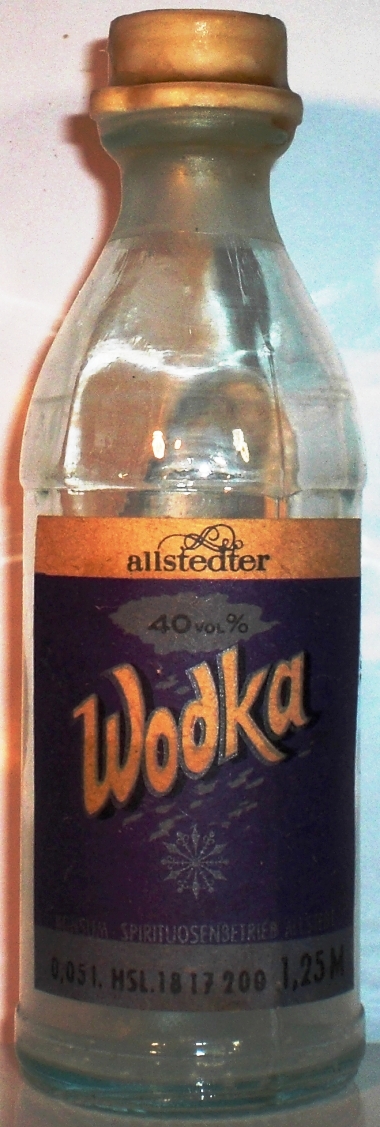 allstedter
40 VOL%
Wodka
SPIRITUOSENBETRIEB
0,05 l. HSL.18 17 200 1,25 M